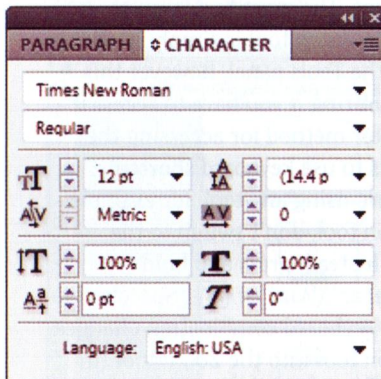 PARAGRAPH CHARACTER
Times New Roman
Regular
12 pt (14.4 p
Metrics 0
100% 100%
0 pt 0°
Language: English: USA